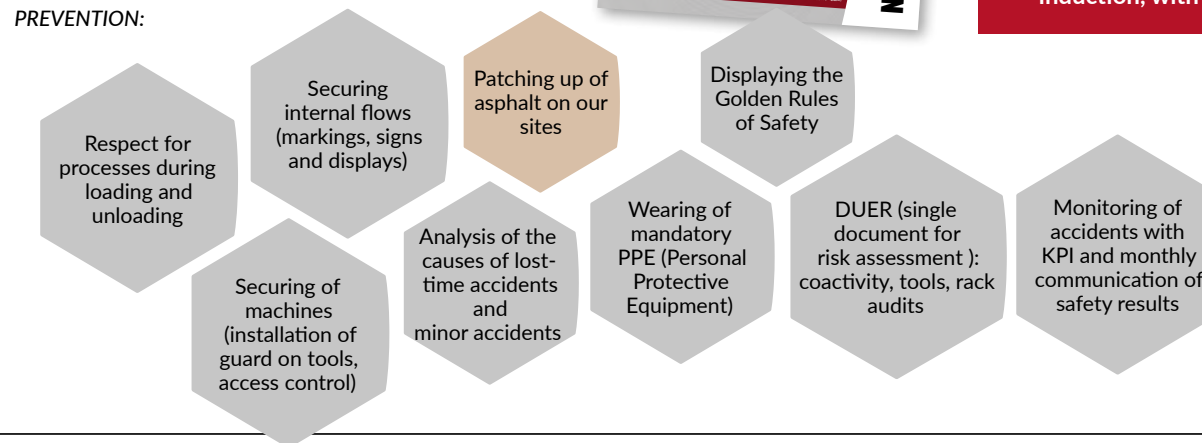 PREVENTION:
induction, with
N
Respect for
processes during
loading and
unloading
Securing
internal flows
(markings, signs
and displays)
Patching up of
asphalt on our
sites
Displaying the
Golden Rules
of Safety
Securing of
machines
(installation of
guard on tools,
access control)
Analysis of the
causes of lost-
time accidents
and
minor accidents
Wearing of
mandatory
PPE (Personal
Protective
Equipment)
DUER (single
document for
risk assessment ):
coactivity, tools, rack
audits
Monitoring of
accidents with
KPI and monthly
communication of
safety results